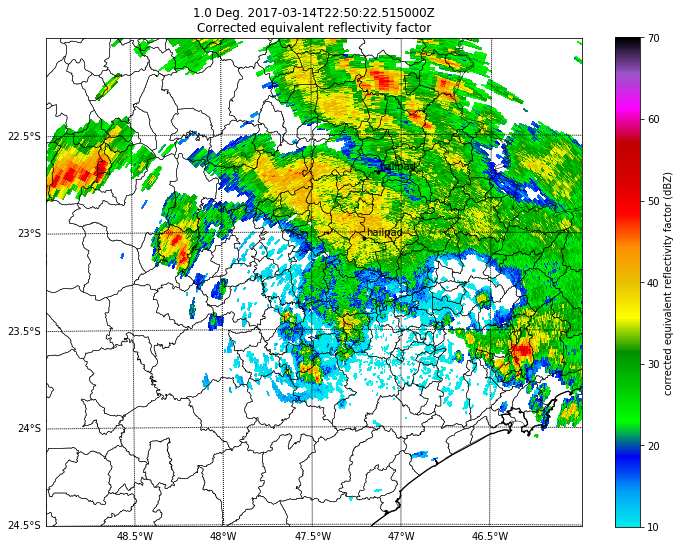 1.0 Deg. 2017-03-14T22:50:22.515000Z
Corrected equivalent reflectivity factor
22.5°S
23°S
23.5°S
24°S
24.5°S
48.5°W
48°W
47.5°W
47°W
46.5°W
hailpad
hailpad
70
60
50
40
30
20
10
corrected equivalent reflectivity factor (dBZ)